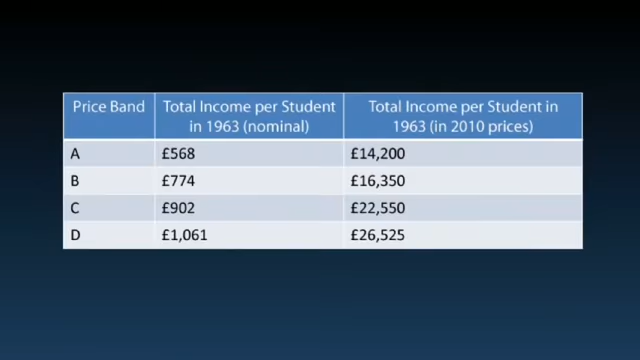 Price Band Total Income per Student Total Income per Student in
in 1963 (nominal) 1963 (in 2010 prices)
A £568 £14,200
B £774 £16,350
C £902 £22,550
D £1,061 £26,525